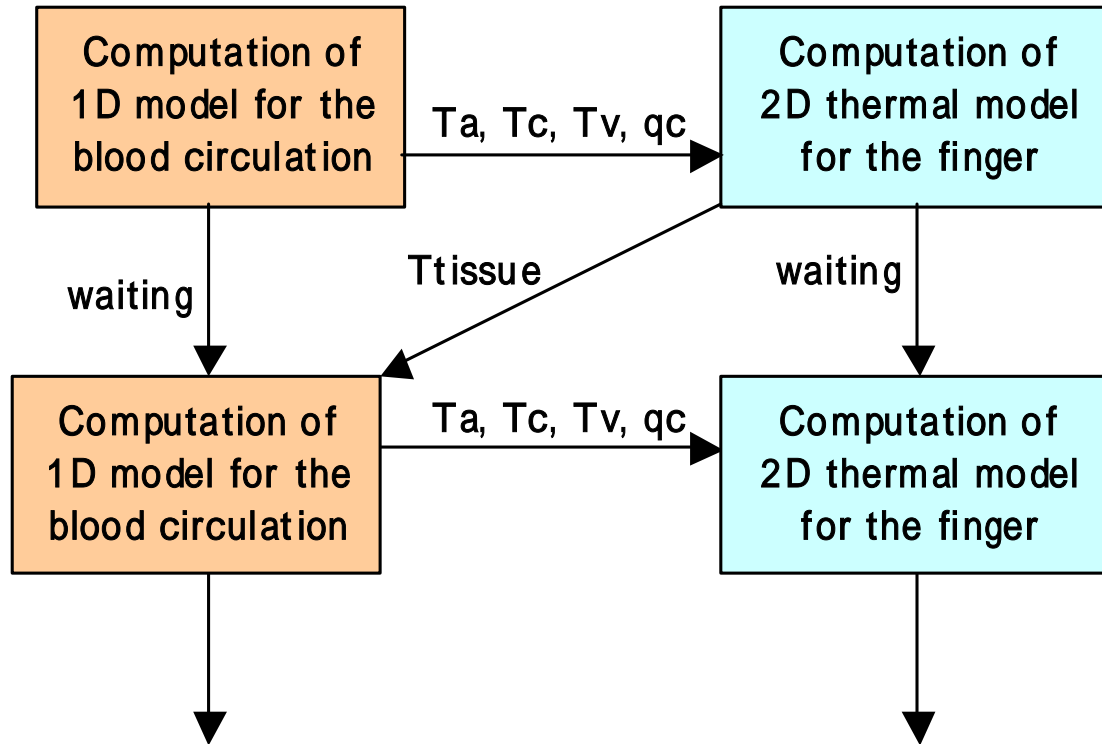 Computation of
1D model for the
blood circulation
Ta, Tc, Tv, qc
Computation of
2D thermal model
for the finger
waiting
Ttissue
waiting
Computation of
1D model for the
blood circulation
Ta, Tc, Tv, qc
Computation of
2D thermal model
for the finger